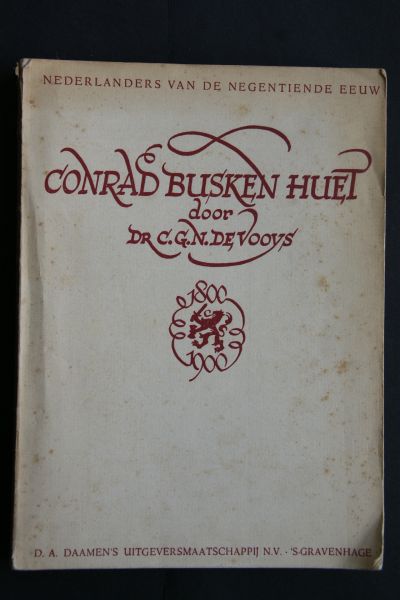 NEDERLANDERS VAN DE NEGENTIENDE EEUW
CONRAD BUSKEN HUET
door
DR C.G.N. DE VOOYS
1800
1900
D. A. DAAMEN'S UITGEVERSMAATSCHAPPIJ N.V. · 'S-GRAVENHAGE